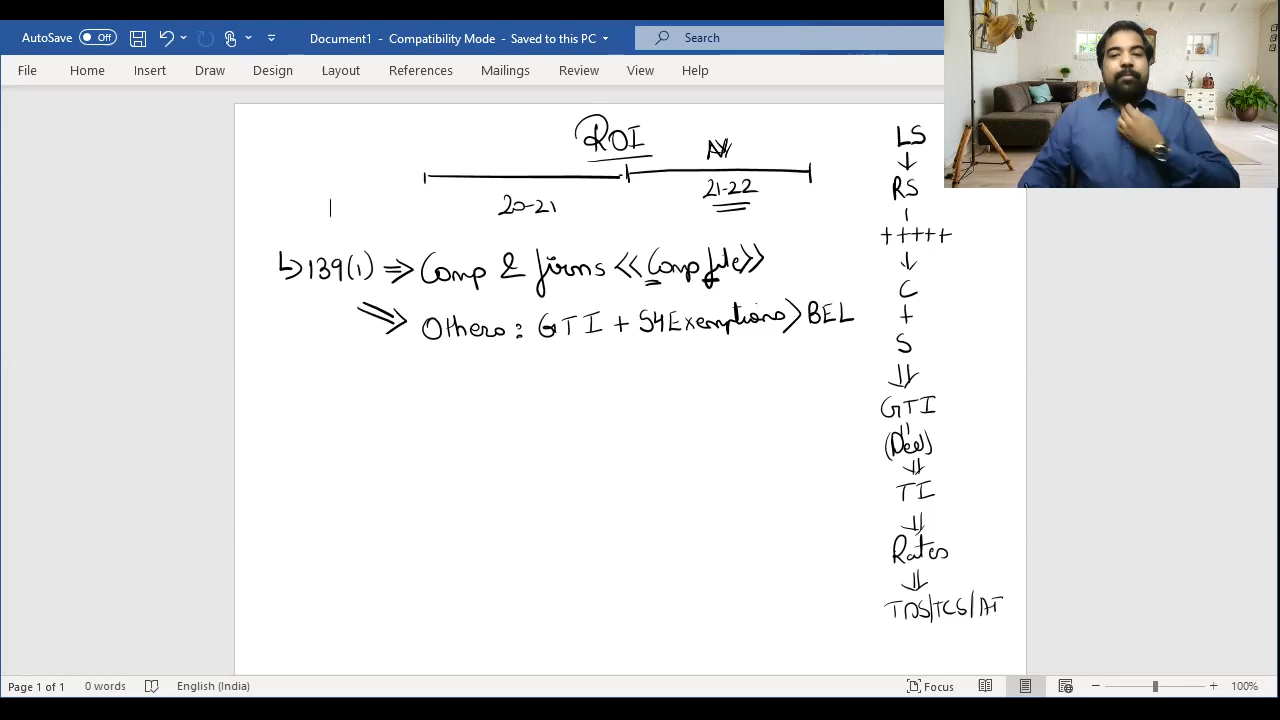 AutoSave Off Document1 - Compatibility Mode - Saved to this PC Search
File Home Insert Draw Design Layout References Mailings Review View Help
ROI
AY
20-21 21-22
139(1) ⇒ Comp & firms << Comp file >>
⇒ Others : GTI + 54 Exemptions > BEL
LS
↓
RS
+++++
↓
C
+
S
⇓
GTI
(Ded)
⇓
TI
⇓
Rates
⇓
TDS/TCS/AT
Page 1 of 1 0 words English (India) Focus 100%